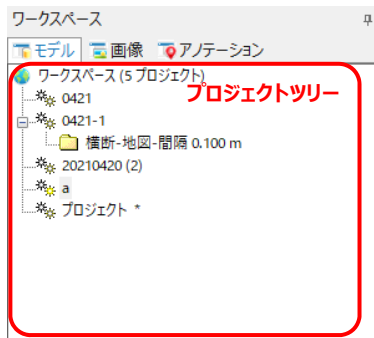 ワークスペース
モデル 画像 アノテーション
ワークスペース (5 プロジェクト)
プロジェクトツリー
0421
0421-1
横断-地図-間隔 0.100 m
20210420 (2)
a
プロジェクト *